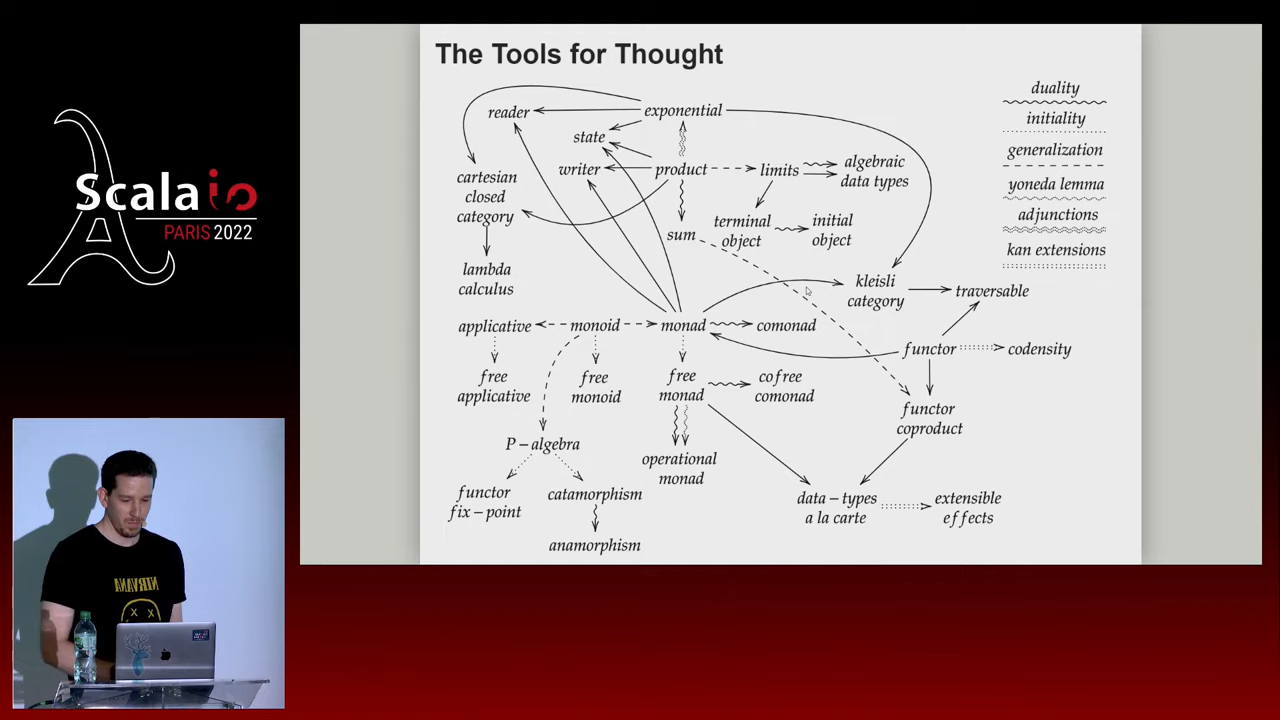 The Tools for Thought
duality
initiality
generalization
yoneda lemma
adjunctions
kan extensions
reader
exponential
state
writer
product
limits
algebraic
data types
cartesian
closed
category
sum
terminal
object
initial
object
lambda
calculus
kleisli
category
traversable
applicative
monoid
monad
comonad
functor
codensity
free
applicative
free
monoid
free
monad
cofree
comonad
functor
coproduct
P-algebra
operational
monad
functor
fix-point
catamorphism
data-types
a la carte
extensible
effects
anamorphism
Scala io
PARIS 2022
NIRVANA